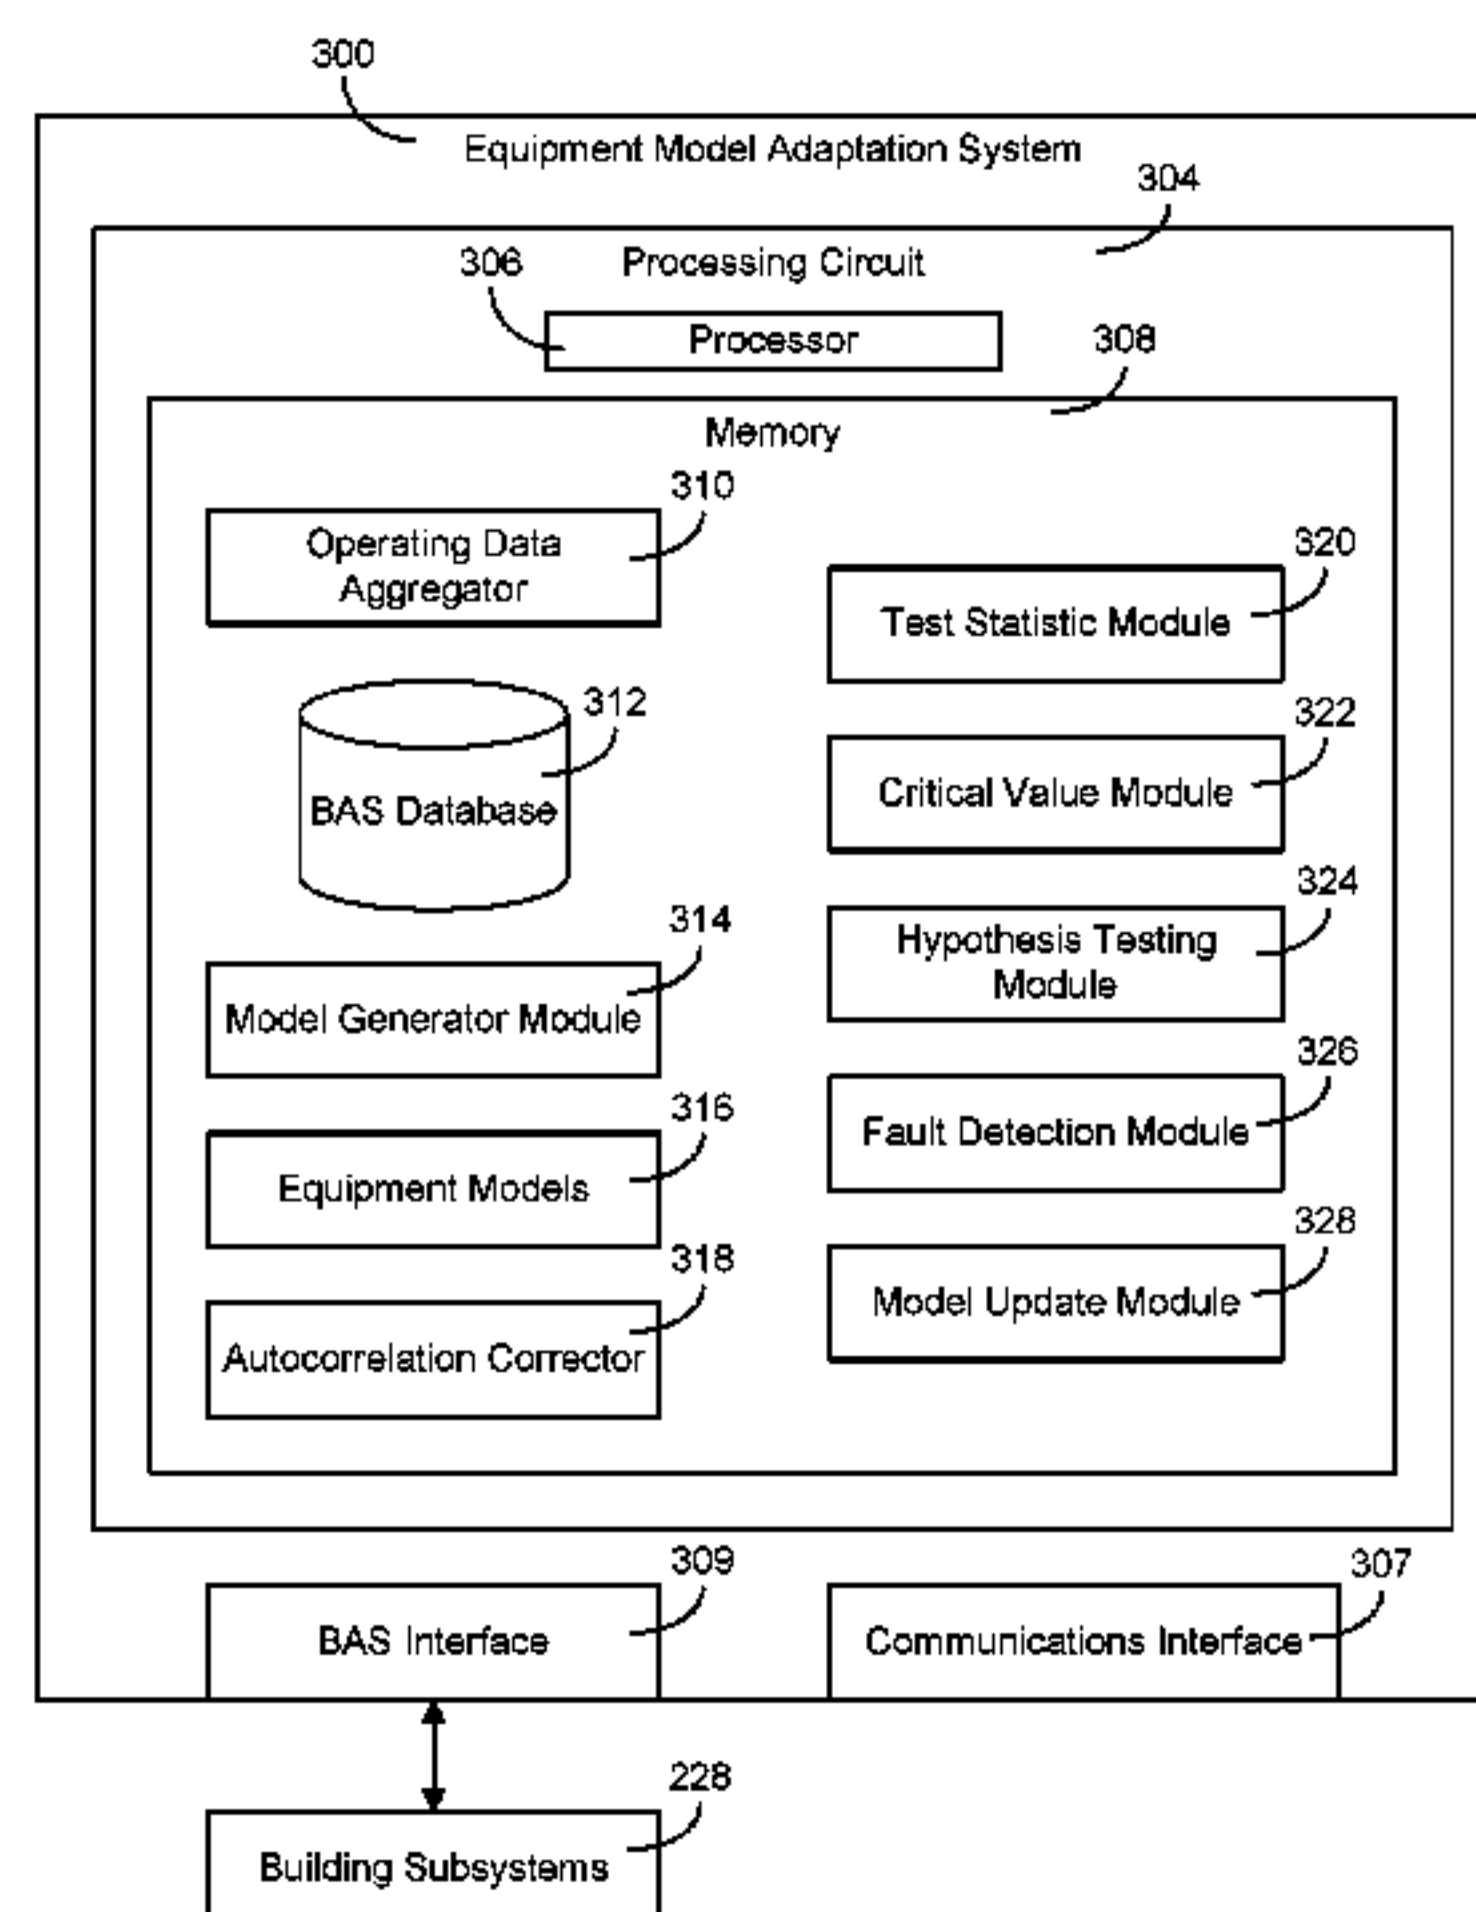 300
Equipment Model Adaptation System
304
306
Processing Circuit
Processor
308
Memory
310
Operating Data
Aggregator
312
BAS Database
314
Model Generator Module
316
Equipment Models
318
Autocorrelation Corrector
320
Test Statistic Module
322
Critical Value Module
324
Hypothesis Testing
Module
326
Fault Detection Module
328
Model Update Module
309
BAS Interface
307
Communications Interface
228
Building Subsystems